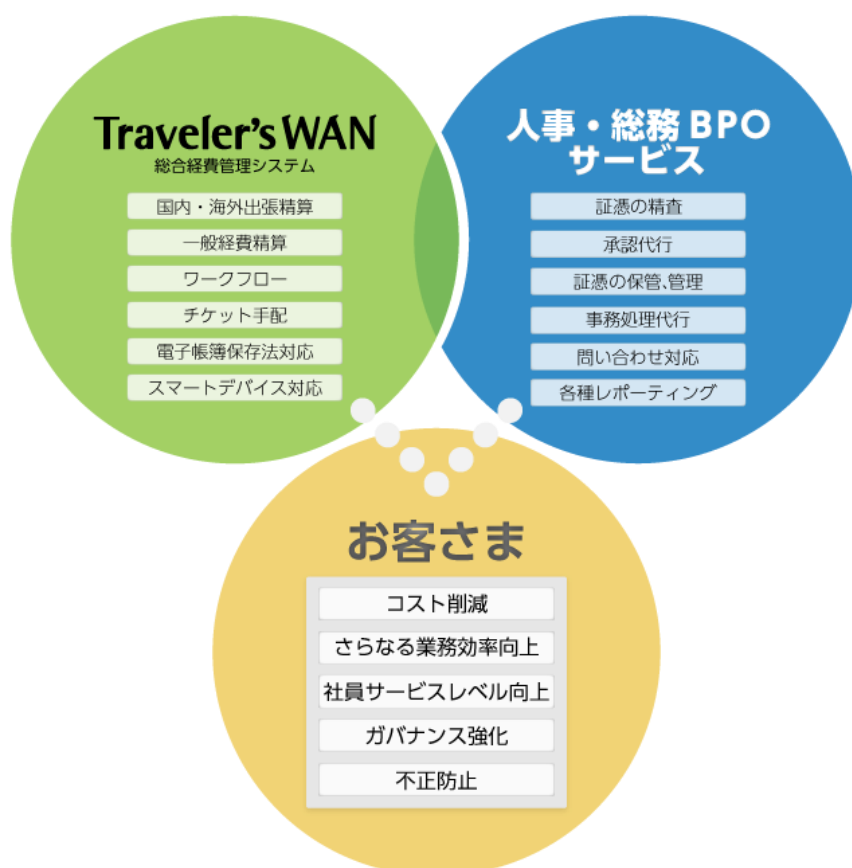 Traveler's WAN
総合経費管理システム
国内・海外出張精算
一般経費精算
ワークフロー
チケット手配
電子帳簿保存法対応
スマートデバイス対応
人事・総務 BPO
サービス
証憑の精査
承認代行
証憑の保管、管理
事務処理代行
問い合わせ対応
各種レポーティング
お客さま
コスト削減
さらなる業務効率向上
社員サービスレベル向上
ガバナンス強化
不正防止